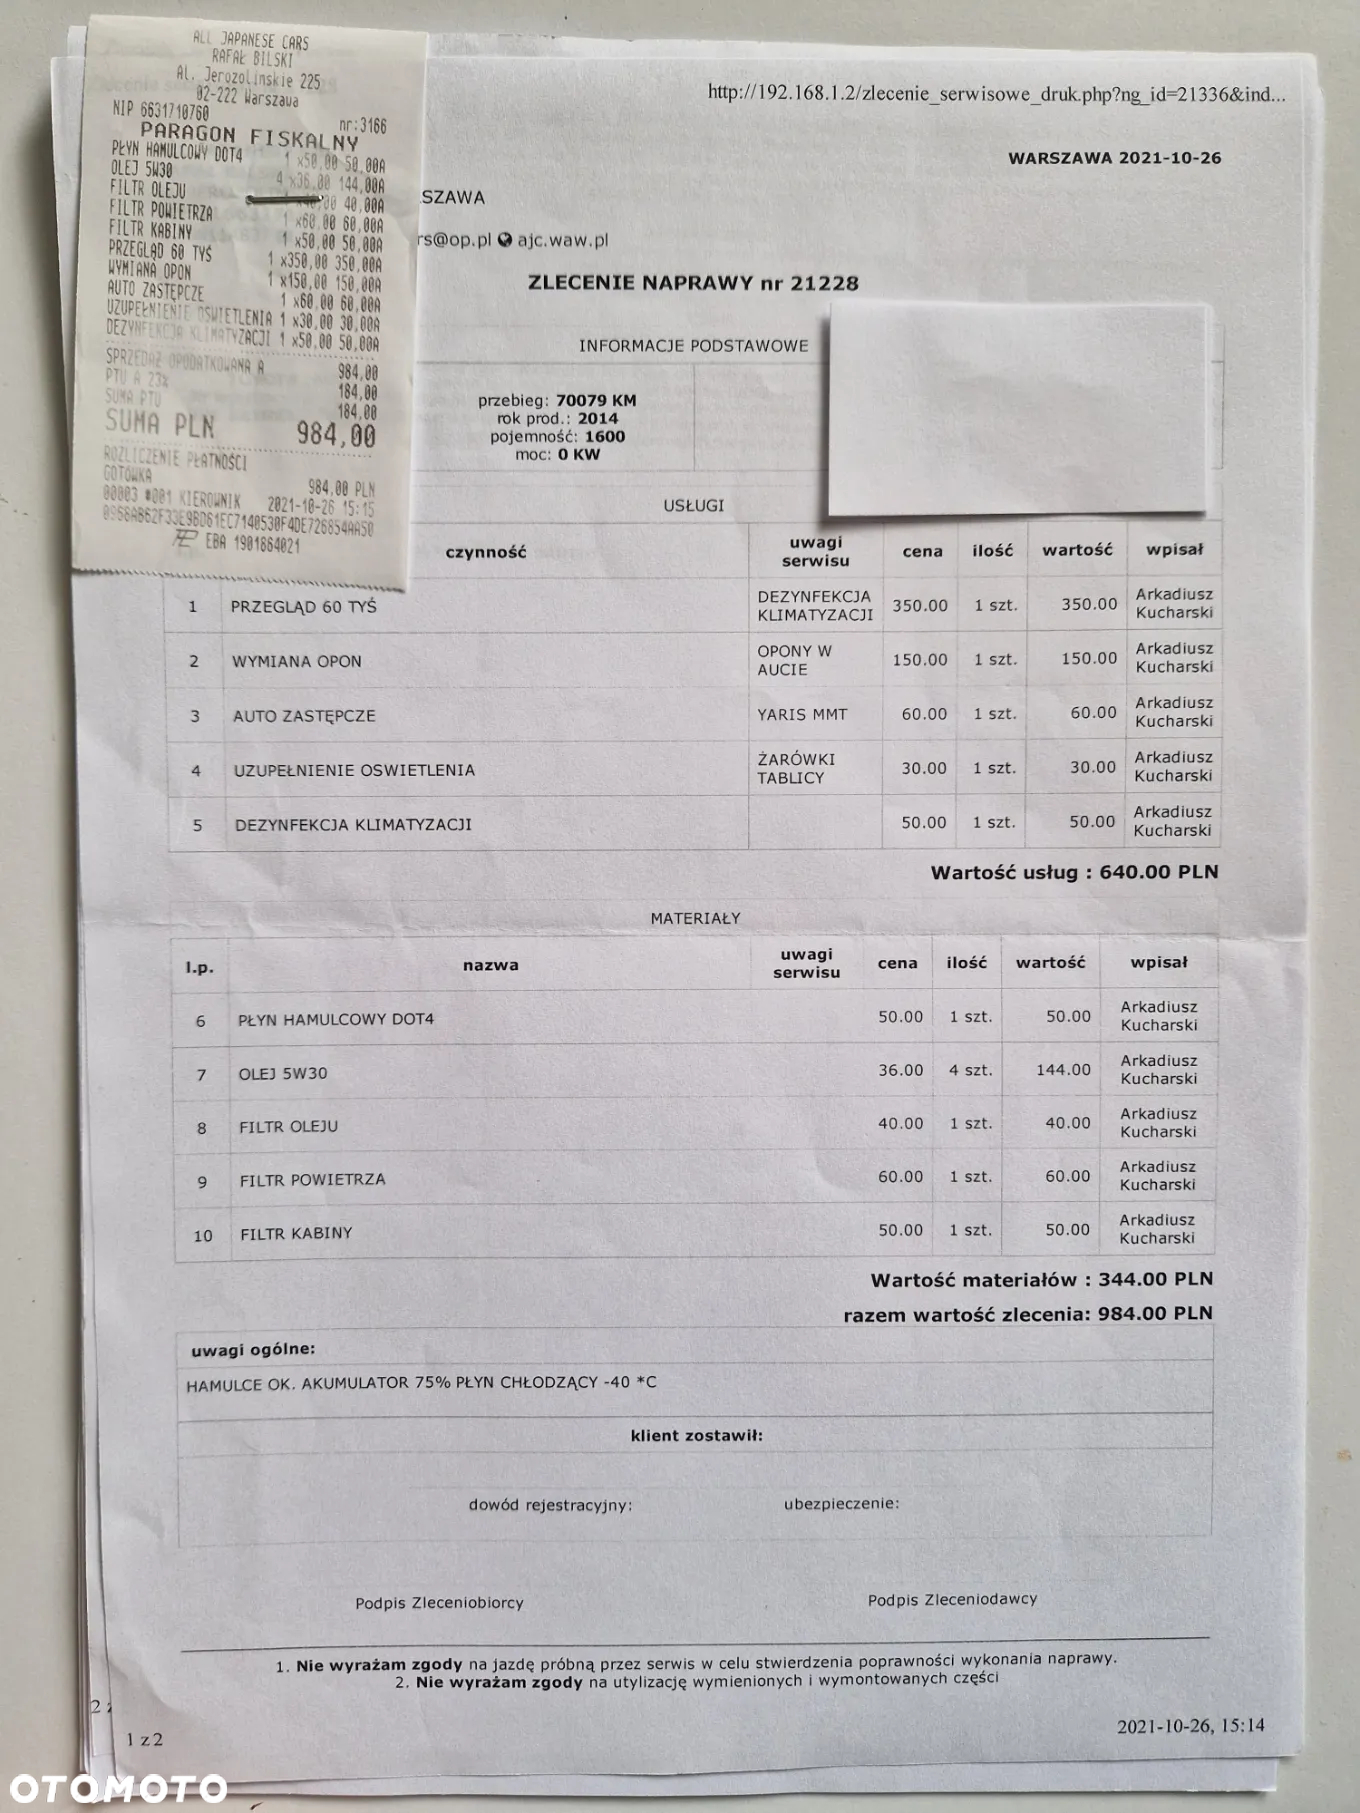 ALL JAPANESE CARS
RAFAŁ BILSKI
Al. Jerozolimskie 225
02-222 Warszawa
NIP 6631710760
nr:3166
PARAGON FISKALNY
PŁYN HAMULCOWY DOT4 1 x50,00 50,00A
OLEJ 5W30 4 x36,00 144,00A
FILTR OLEJU 1 x40,00 40,00A
FILTR POWIETRZA 1 x60,00 60,00A
FILTR KABINY 1 x50,00 50,00A
PRZEGLĄD 60 TYŚ 1 x350,00 350,00A
WYMIANA OPON 1 x150,00 150,00A
AUTO ZASTĘPCZE 1 x60,00 60,00A
UZUPEŁNIENIE OSWIETLENIA 1 x30,00 30,00A
DEZYNFEKCJA KLIMATYZACJI 1 x50,00 50,00A
SPRZEDAŻ OPODATKOWANA A 984,00
PTU A 23% 184,00
SUMA PTU 184,00
SUMA PLN 984,00
ROZLICZENIE PŁATNOŚCI
GOTÓWKA 984,00 PLN
00003 #001 KIEROWNIK 2021-10-26 15:15
0968AB62F33E9BD61EC7140530F4DE726854AA50
EBA 1901864021
http://192.168.1.2/zlecenie_serwisowe_druk.php?ng_id=21336&ind...
WARSZAWA 2021-10-26
SZAWA
rs@op.pl ajc.waw.pl
ZLECENIE NAPRAWY nr 21228
INFORMACJE PODSTAWOWE
przebieg: 70079 KM
rok prod.: 2014
pojemność: 1600
moc: 0 KW
USŁUGI
czynność uwagi serwisu cena ilość wartość wpisał
1 PRZEGLĄD 60 TYŚ DEZYNFEKCJA KLIMATYZACJI 350.00 1 szt. 350.00 Arkadiusz Kucharski
2 WYMIANA OPON OPONY W AUCIE 150.00 1 szt. 150.00 Arkadiusz Kucharski
3 AUTO ZASTĘPCZE YARIS MMT 60.00 1 szt. 60.00 Arkadiusz Kucharski
4 UZUPEŁNIENIE OSWIETLENIA ŻARÓWKI TABLICY 30.00 1 szt. 30.00 Arkadiusz Kucharski
5 DEZYNFEKCJA KLIMATYZACJI 50.00 1 szt. 50.00 Arkadiusz Kucharski
Wartość usług : 640.00 PLN
MATERIAŁY
l.p. nazwa uwagi serwisu cena ilość wartość wpisał
6 PŁYN HAMULCOWY DOT4 50.00 1 szt. 50.00 Arkadiusz Kucharski
7 OLEJ 5W30 36.00 4 szt. 144.00 Arkadiusz Kucharski
8 FILTR OLEJU 40.00 1 szt. 40.00 Arkadiusz Kucharski
9 FILTR POWIETRZA 60.00 1 szt. 60.00 Arkadiusz Kucharski
10 FILTR KABINY 50.00 1 szt. 50.00 Arkadiusz Kucharski
Wartość materiałów : 344.00 PLN
razem wartość zlecenia: 984.00 PLN
uwagi ogólne:
HAMULCE OK. AKUMULATOR 75% PŁYN CHŁODZĄCY -40 *C
klient zostawił:
dowód rejestracyjny: ubezpieczenie:
Podpis Zleceniobiorcy Podpis Zleceniodawcy
1. Nie wyrażam zgody na jazdę próbną przez serwis w celu stwierdzenia poprawności wykonania naprawy.
2. Nie wyrażam zgody na utylizację wymienionych i wymontowanych części
2021-10-26, 15:14
1 z 2
OTOMOTO